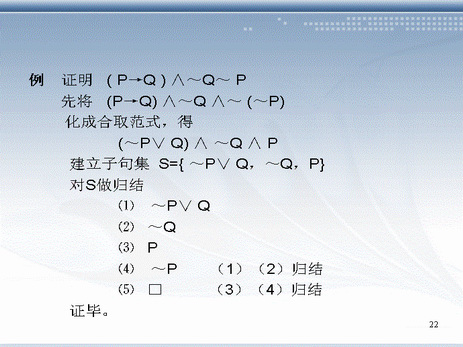 例 证明 ( P→Q ) ∧～Q～ P
先将 (P→Q) ∧～Q ∧～ (～P)
化成合取范式，得
(～P∨ Q) ∧ ～Q ∧ P
建立子句集 S={ ～P∨ Q，～Q，P}
对S做归结
⑴ ～P∨ Q
⑵ ～Q
⑶ P
⑷ ～P （1）（2）归结
⑸ □ （3）（4）归结
证毕。
22